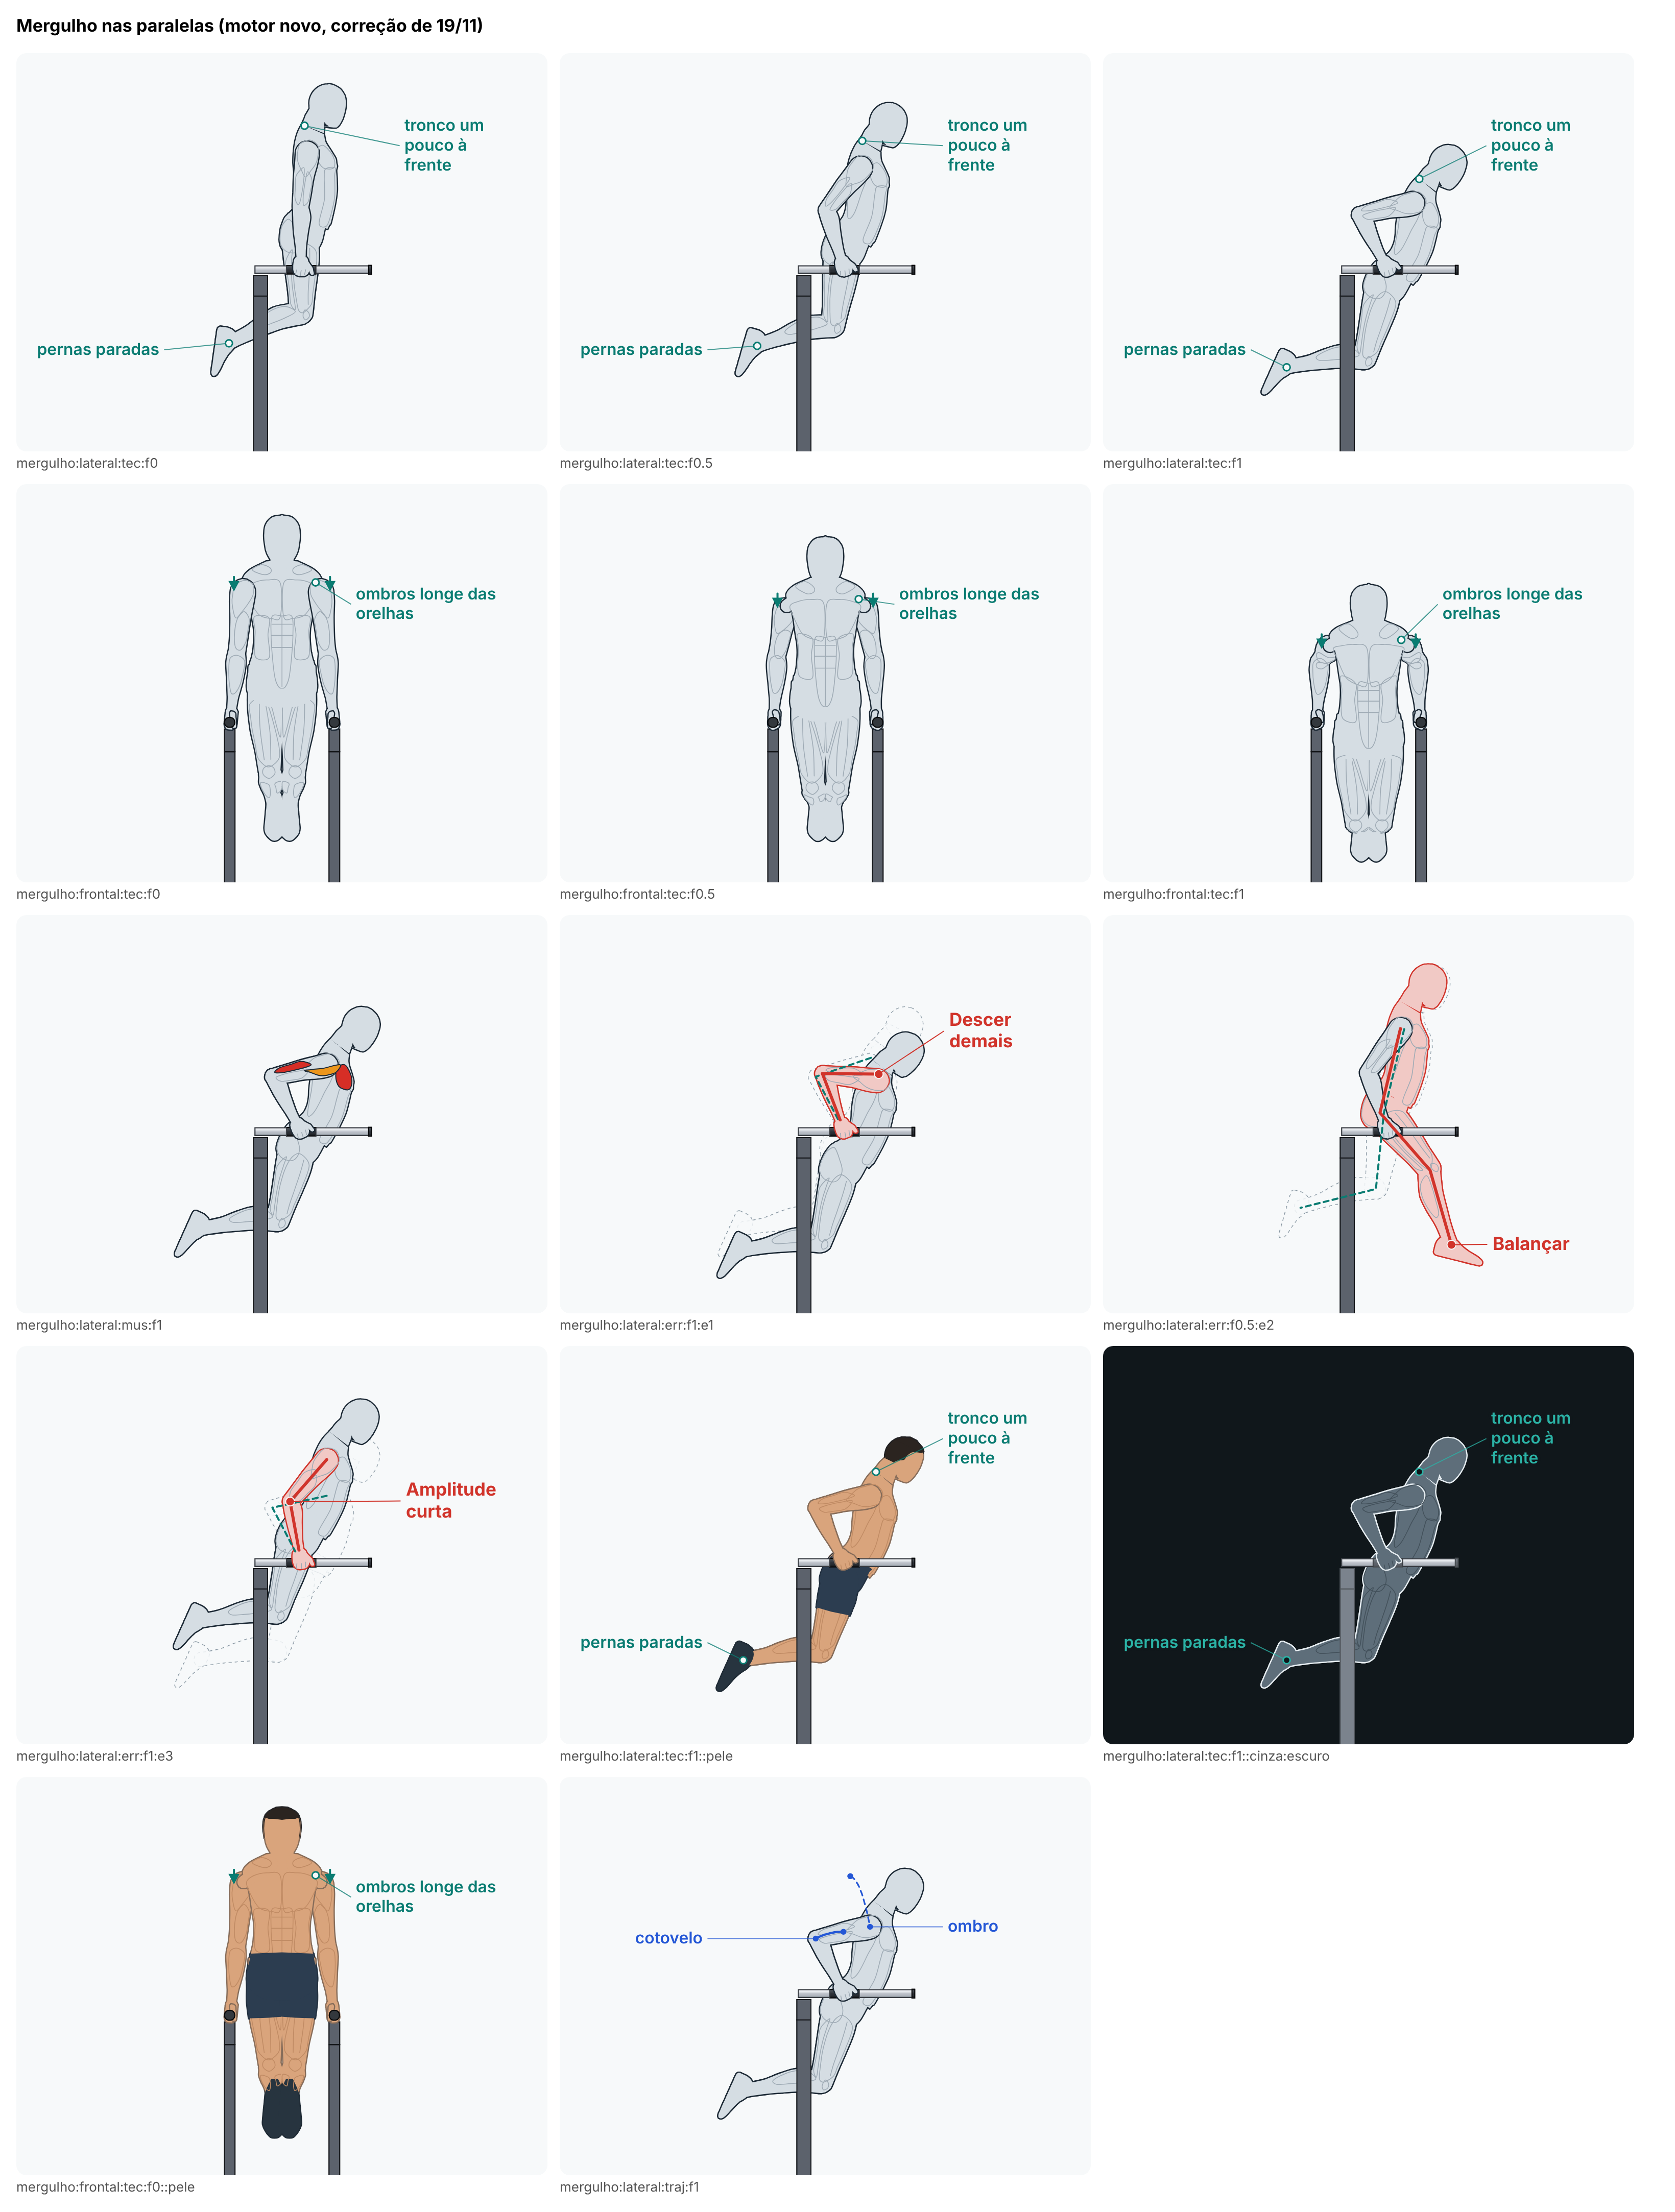 Mergulho nas paralelas (motor novo, correção de 19/11)
tronco um
pouco à
frente
pernas paradas
mergulho:lateral:tec:f0
tronco um
pouco à
frente
pernas paradas
mergulho:lateral:tec:f0.5
tronco um
pouco à
frente
pernas paradas
mergulho:lateral:tec:f1
ombros longe das
orelhas
mergulho:frontal:tec:f0
ombros longe das
orelhas
mergulho:frontal:tec:f0.5
ombros longe das
orelhas
mergulho:frontal:tec:f1
mergulho:lateral:mus:f1
Descer
demais
mergulho:lateral:err:f1:e1
Balançar
mergulho:lateral:err:f0.5:e2
Amplitude
curta
mergulho:lateral:err:f1:e3
tronco um
pouco à
frente
pernas paradas
mergulho:lateral:tec:f1::pele
tronco um
pouco à
frente
pernas paradas
mergulho:lateral:tec:f1::cinza:escuro
ombros longe das
orelhas
mergulho:frontal:tec:f0::pele
ombro
cotovelo
mergulho:lateral:traj:f1